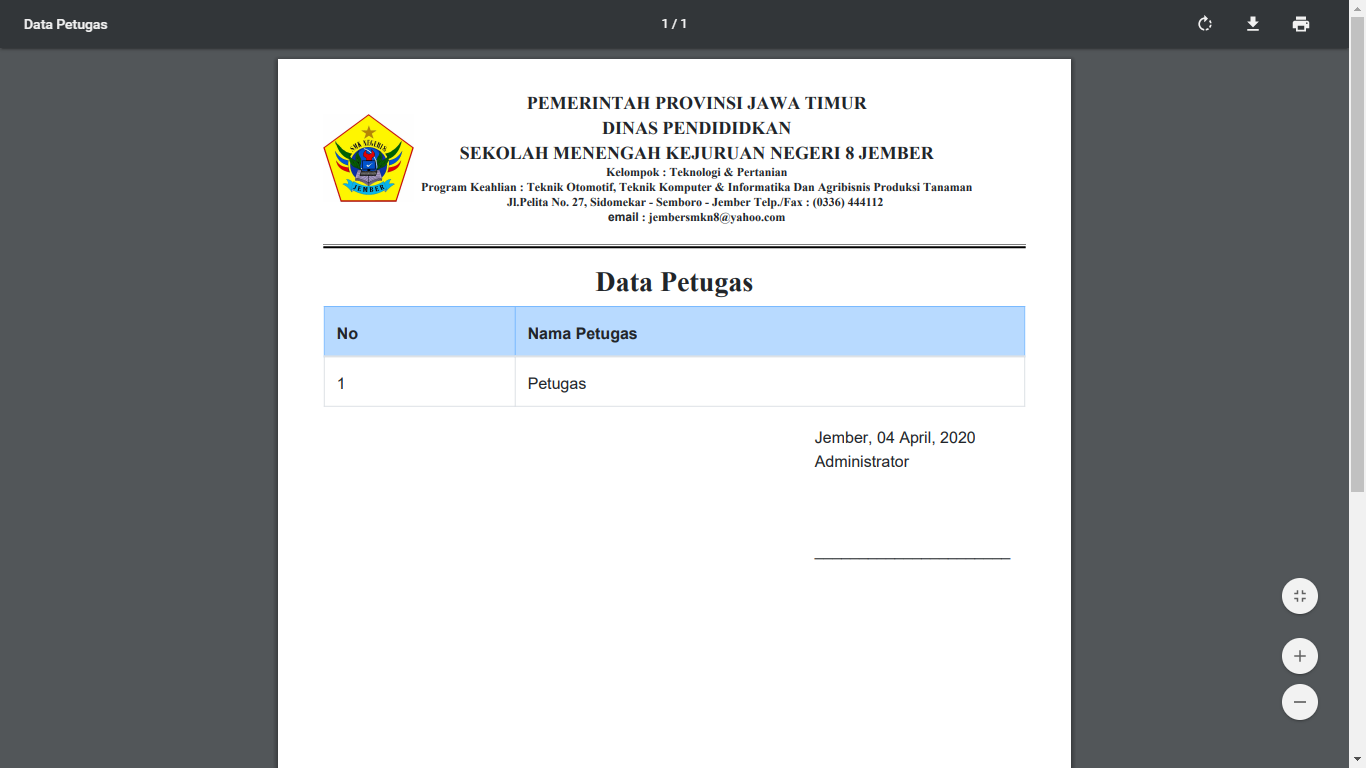 Data Petugas
1 / 1
PEMERINTAH PROVINSI JAWA TIMUR
DINAS PENDIDIDKAN
SEKOLAH MENENGAH KEJURUAN NEGERI 8 JEMBER
Kelompok : Teknologi & Pertanian
Program Keahlian : Teknik Otomotif, Teknik Komputer & Informatika Dan Agribisnis Produksi Tanaman
Jl.Pelita No. 27, Sidomekar - Semboro - Jember Telp./Fax : (0336) 444112
email : jembersmkn8@yahoo.com
SMK NEGERI 8
JEMBER
Data Petugas
No Nama Petugas
1 Petugas
Jember, 04 April, 2020
Administrator